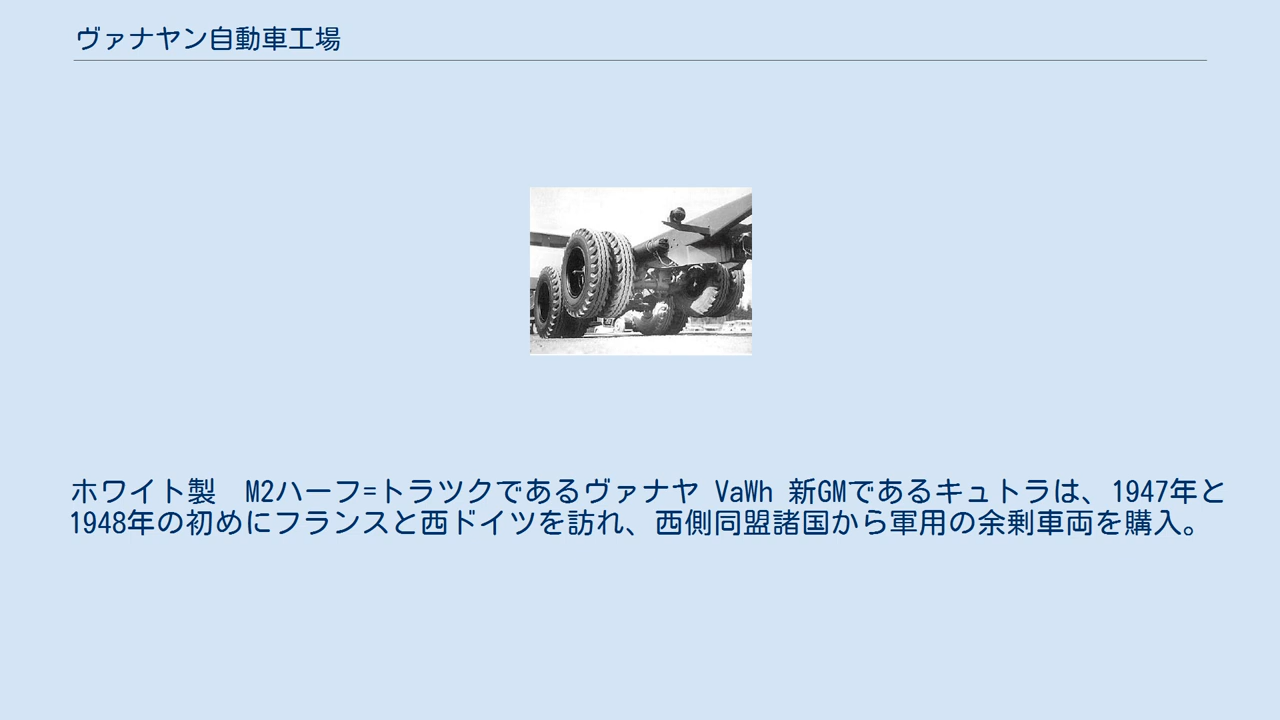 ヴァナヤン自動車工場
ホワイト製　M2ハーフ=トラツクであるヴァナヤ VaWh 新GMであるキュトラは、1947年と
1948年の初めにフランスと西ドイツを訪れ、西側同盟諸国から軍用の余剰車両を購入。